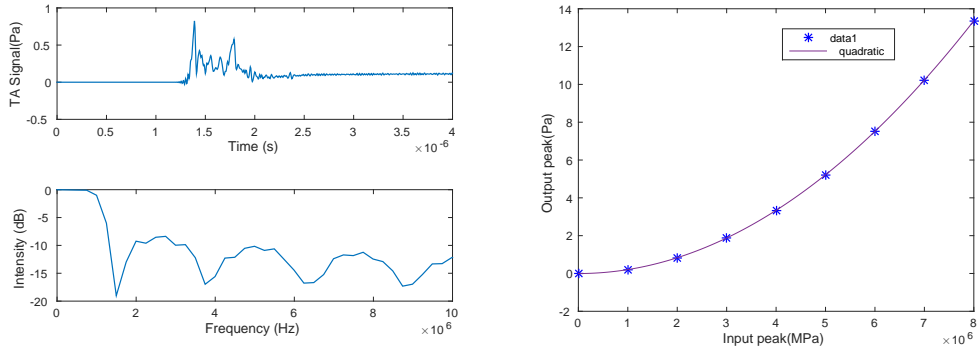 1
0.5
0
-0.5
TA Signal(Pa)
0 0.5 1 1.5 2 2.5 3 3.5 4
Time (s)
×10^-6
0
-5
-10
-15
-20
Intensity (dB)
0 2 4 6 8 10
Frequency (Hz)
×10^6
14
12
10
8
6
4
2
0
-2
Output peak(Pa)
data1
quadratic
0 1 2 3 4 5 6 7 8
Input peak(MPa)
×10^6